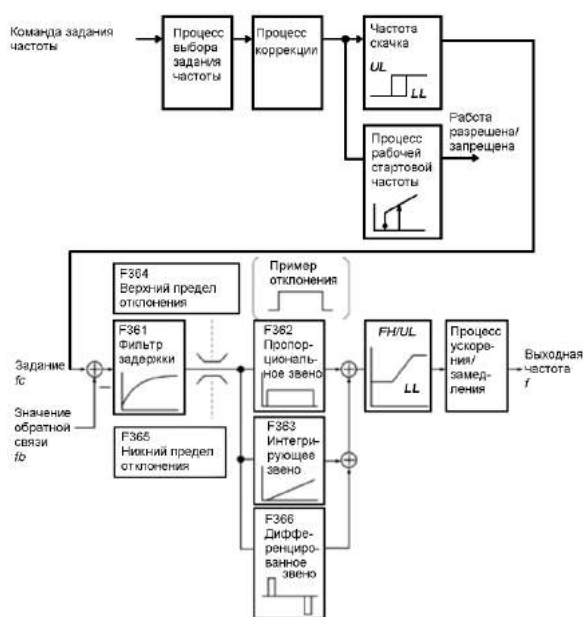 Команда задания
частоты
Процесс
выбора
задания
частоты
Процесс
коррекции
Частота
скачка
UL
LL
Работа
разрешена/
запрещена
Процесс
рабочей
стартовой
частоты
F364
Верхний предел
отклонения
Пример
отклонения
F361
Фильтр
задержки
F362
Пропор-
циональ-
ное звено
FH/UL
LL
Процесс
ускорения/
замед-
ления
Выходная
частота
f
Задание
fc
Значение
обратной
связи
fb
F365
Нижний предел
отклонения
F363
Интегри-
рующее
звено
F366
Диффе-
ренциро-
ванное
звено